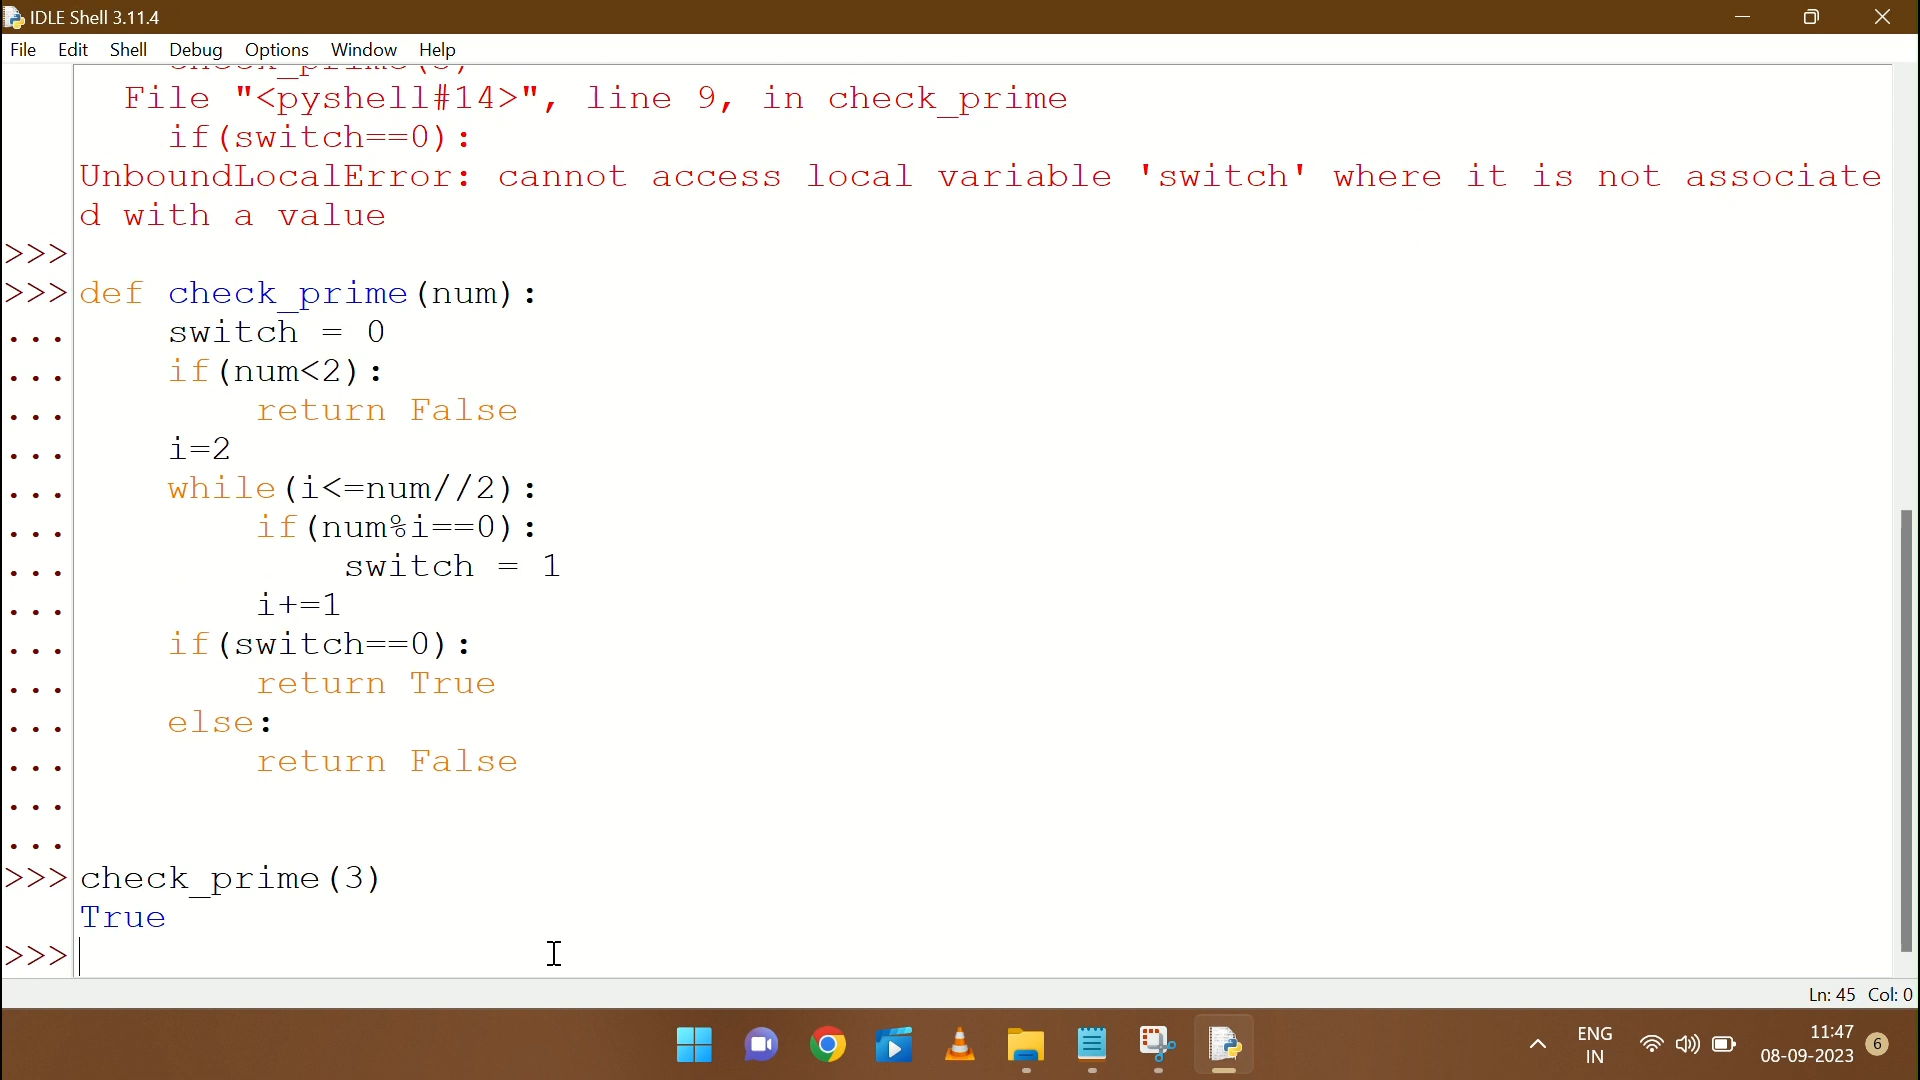 IDLE Shell 3.11.4
File Edit Shell Debug Options Window Help
File "<pyshell#14>", line 9, in check_prime
if(switch==0):
UnboundLocalError: cannot access local variable 'switch' where it is not associate
d with a value
>>>
>>> def check_prime(num):
... switch = 0
... if(num<2):
... return False
... i=2
... while(i<=num//2):
... if(num%i==0):
... switch = 1
... i+=1
... if(switch==0):
... return True
... else:
... return False
...
...
>>> check_prime(3)
True
>>>
Ln: 45 Col: 0
ENG
IN
11:47
08-09-2023
6